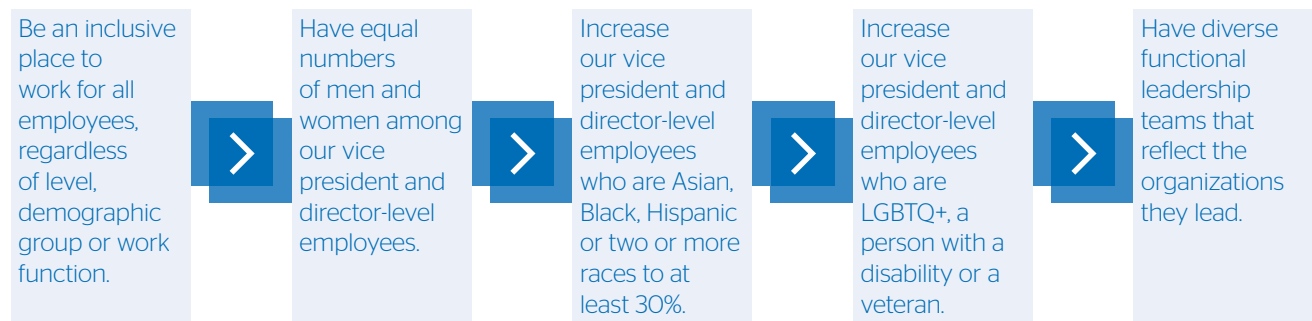 Be an inclusive
place to
work for all
employees,
regardless
of level,
demographic
group or work
function.
Have equal
numbers
of men and
women among
our vice
president and
director-level
employees.
Increase
our vice
president and
director-level
employees
who are Asian,
Black, Hispanic
or two or more
races to at
least 30%.
Increase
our vice
president and
director-level
employees
who are
LGBTQ+, a
person with a
disability or a
veteran.
Have diverse
functional
leadership
teams that
reflect the
organizations
they lead.